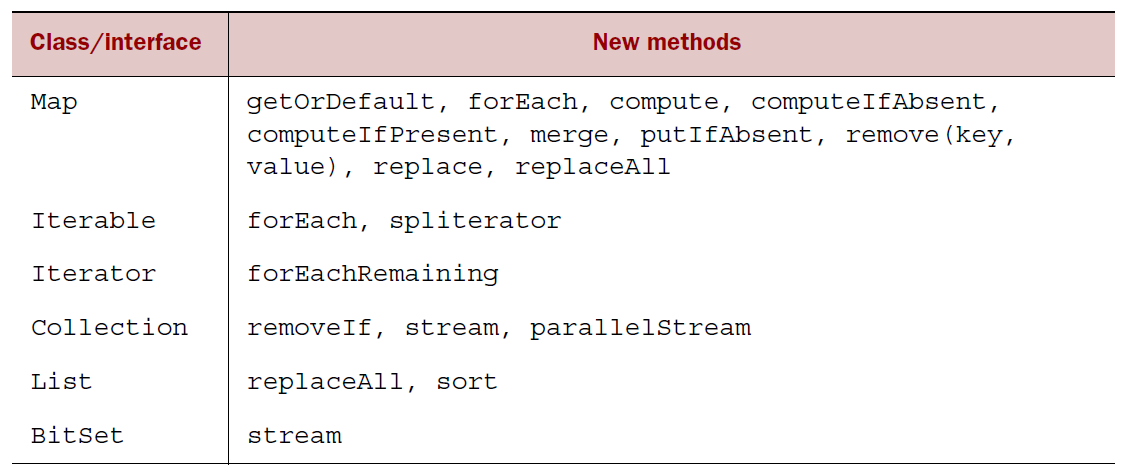 Class/interface New methods
Map getOrDefault, forEach, compute, computeIfAbsent,
computeIfPresent, merge, putIfAbsent, remove(key,
value), replace, replaceAll
Iterable forEach, spliterator
Iterator forEachRemaining
Collection removeIf, stream, parallelStream
List replaceAll, sort
BitSet stream